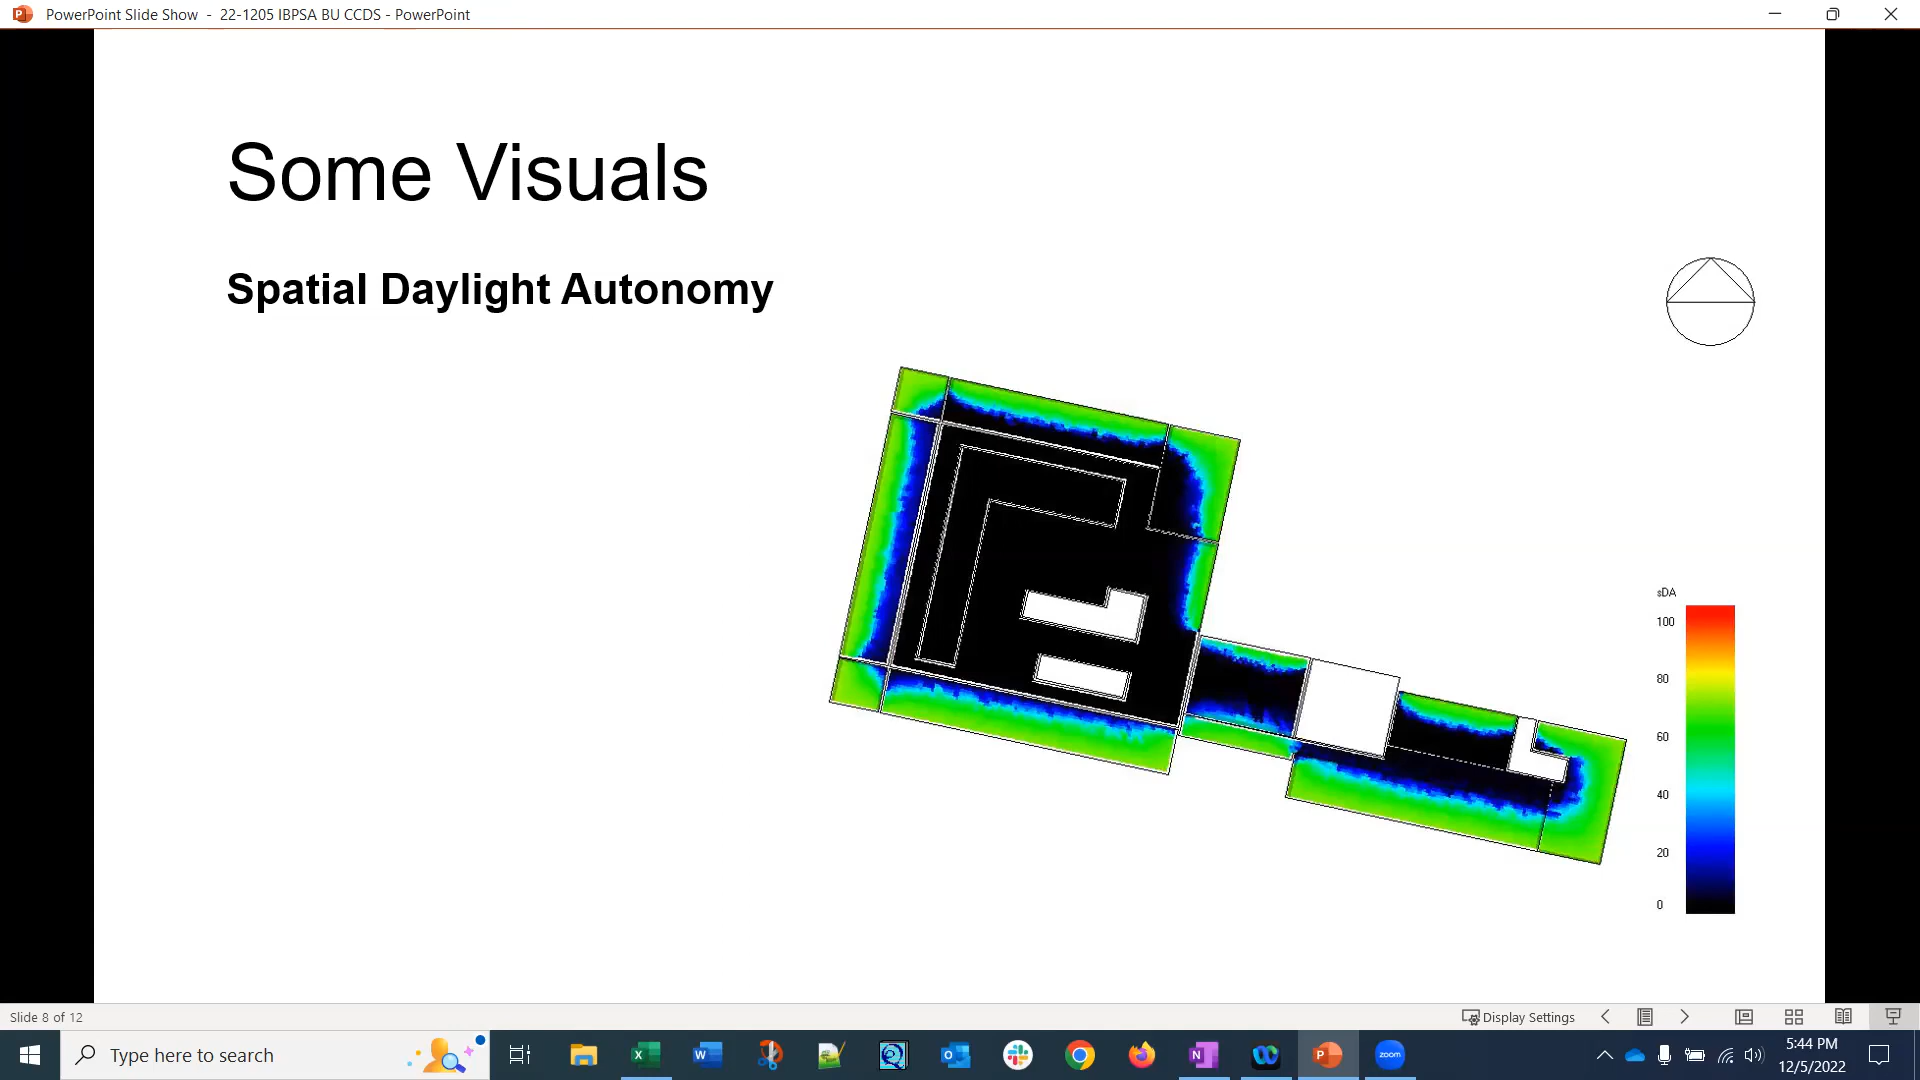 PowerPoint Slide Show - 22-1205 IBPSA BU CCDS - PowerPoint
Some Visuals
Spatial Daylight Autonomy
sDA
100
80
60
40
20
0
Slide 8 of 12
Display Settings
Type here to search
zoom
5:44 PM
12/5/2022